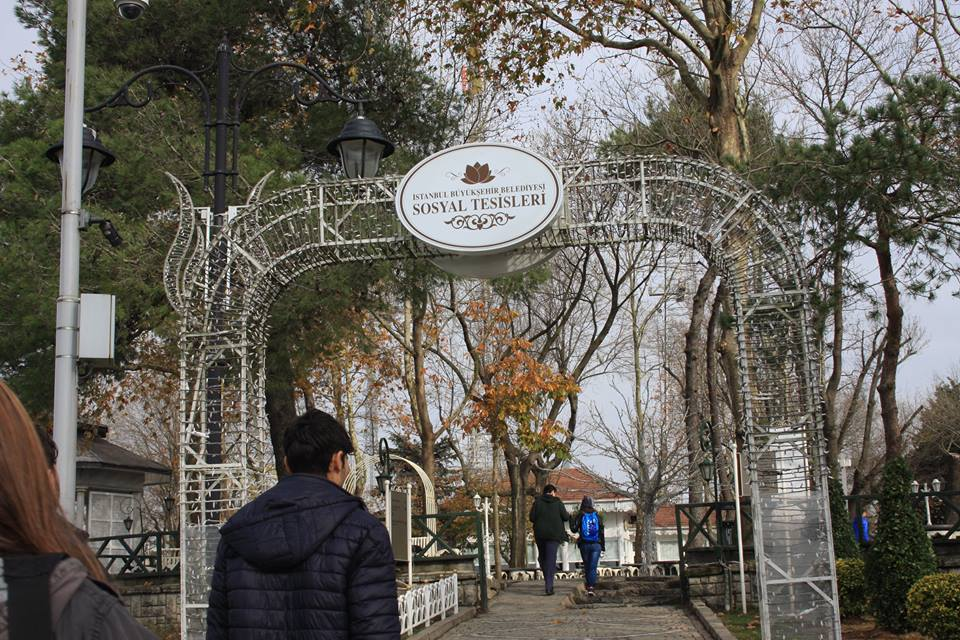 İSTANBUL BÜYÜKŞEHİR BELEDİYESİ
SOSYAL TESİSLERİ